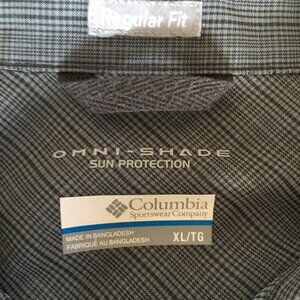 Regular Fit
OMNI-SHADE
SUN PROTECTION
Columbia
Sportswear Company
MADE IN BANGLADESH
FABRIQUÉ AU BANGLADESH
XL/TG